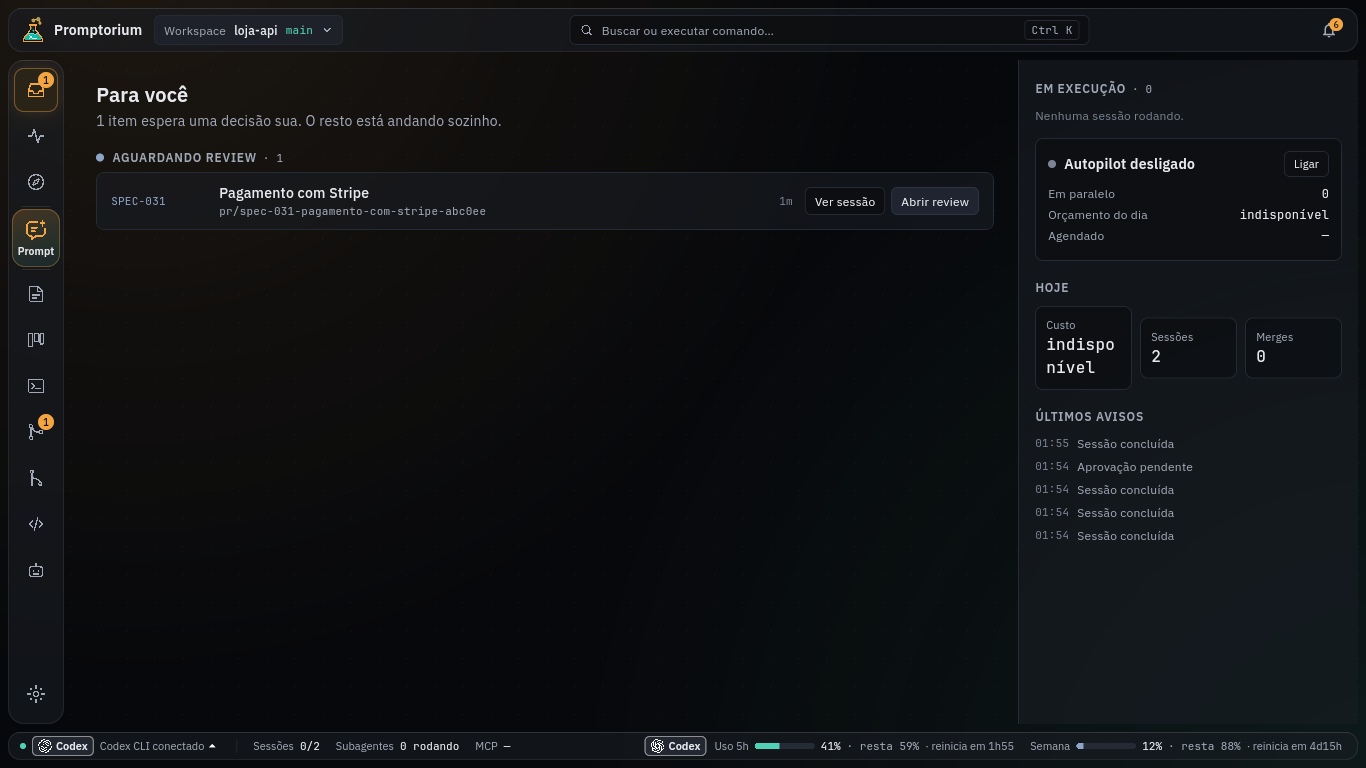 Promptorium
Workspace loja-api main
Buscar ou executar comando…
Ctrl K
6
1
Prompt
1
Para você
1 item espera uma decisão sua. O resto está andando sozinho.
AGUARDANDO REVIEW · 1
SPEC-031
Pagamento com Stripe
pr/spec-031-pagamento-com-stripe-abc0ee
1m
Ver sessão
Abrir review
EM EXECUÇÃO · 0
Nenhuma sessão rodando.
Autopilot desligado
Ligar
Em paralelo 0
Orçamento do dia indisponível
Agendado —
HOJE
Custo
indispo
nível
Sessões
2
Merges
0
ÚLTIMOS AVISOS
01:55 Sessão concluída
01:54 Aprovação pendente
01:54 Sessão concluída
01:54 Sessão concluída
01:54 Sessão concluída
Codex Codex CLI conectado
Sessões 0/2
Subagentes 0 rodando
MCP —
Codex Uso 5h 41% · resta 59% · reinicia em 1h55
Semana 12% · resta 88% · reinicia em 4d15h